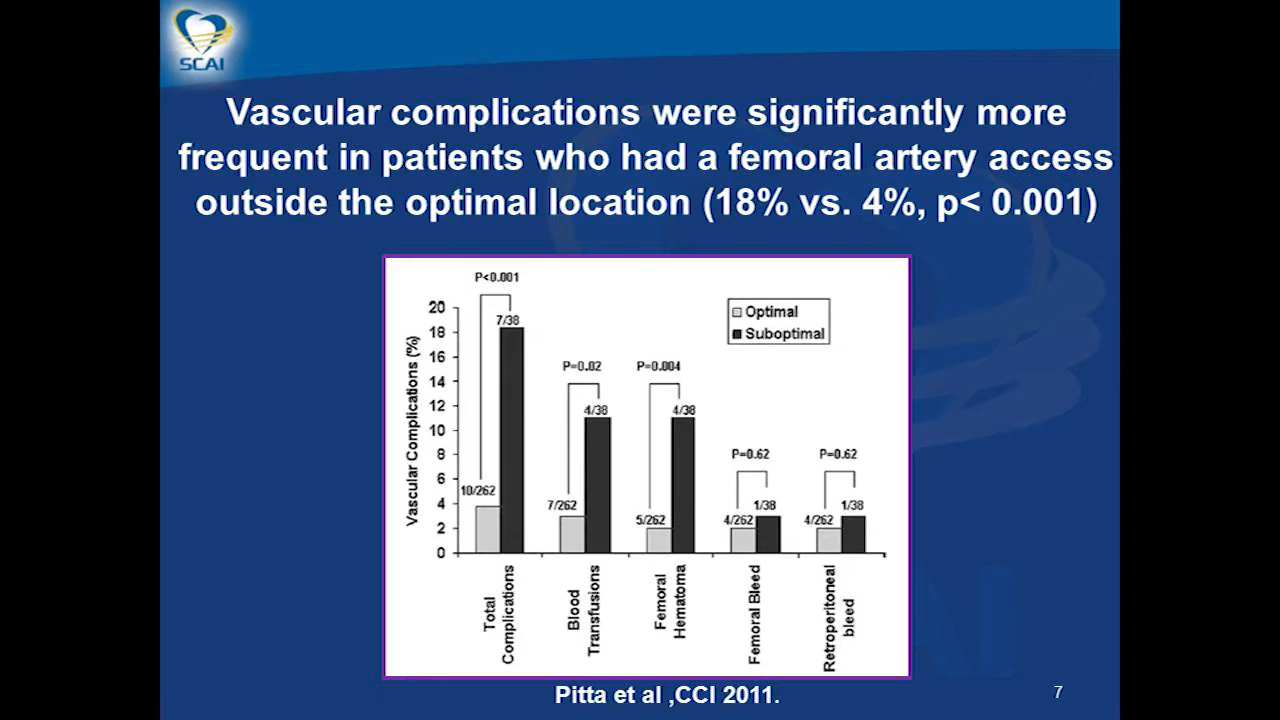 SCAI
Vascular complications were significantly more
frequent in patients who had a femoral artery access
outside the optimal location (18% vs. 4%, p< 0.001)
P<0.001
20
18
16
14
12
10
8
6
4
2
0
Vascular Complications (%)
Optimal
Suboptimal
10/262
7/38
P=0.02
7/262
4/38
P=0.004
5/262
4/38
P=0.62
4/262
1/38
P=0.62
4/262
1/38
Total
Complications
Blood
Transfusions
Femoral
Hematoma
Femoral Bleed
Retroperitoneal
bleed
Pitta et al ,CCI 2011.
7